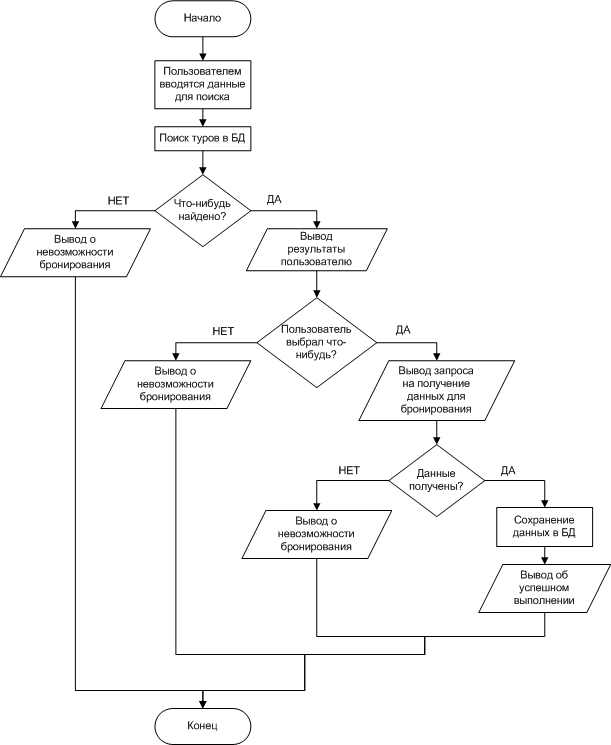 Начало
Пользователем
вводятся данные
для поиска
Поиск туров в БД
Что-нибудь
найдено?
НЕТ
ДА
Вывод о
невозможности
бронирования
Вывод
результаты
пользователю
Пользователь
выбрал что-
нибудь?
НЕТ
ДА
Вывод о
невозможности
бронирования
Вывод запроса
на получение
данных для
бронирования
Данные
получены?
НЕТ
ДА
Вывод о
невозможности
бронирования
Сохранение
данных в БД
Вывод об
успешном
выполнении
Конец